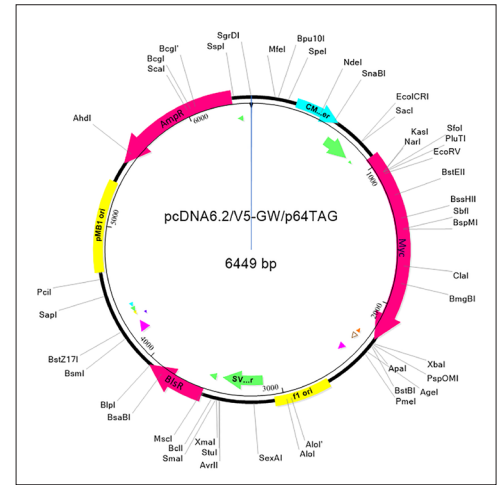 SgrDI
SspI
BcgI'
BcgI
ScaI
AhdI
MfeI
Bpu10I
SpeI
NdeI
SnaBI
EcoICRI
SacI
KasI
NarI
SfoI
PluTI
EcoRV
BstEII
BssHII
SbfI
BspMI
ClaI
BmgBI
XbaI
PspOMI
AgeI
ApaI
BstBI
PmeI
AloI'
AloI
SexAI
XmaI
StuI
AvrII
MscI
BclI
SmaI
BlpI
BsaBI
BstZ17I
BsmI
PciI
SapI
AmpR
CM...er
Myc
f1 ori
SV...r
BlsR
pMB1 ori
1000
2000
3000
4000
5000
6000
pcDNA6.2/V5-GW/p64TAG
6449 bp